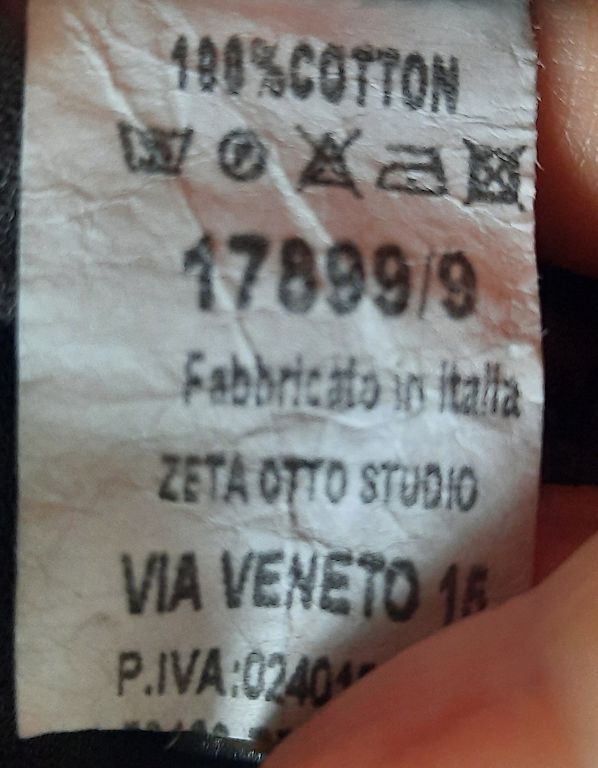 100%COTTON
17899/9
Fabbricato in Italia
ZETA OTTO STUDIO
VIA VENETO 15
P.IVA:02401